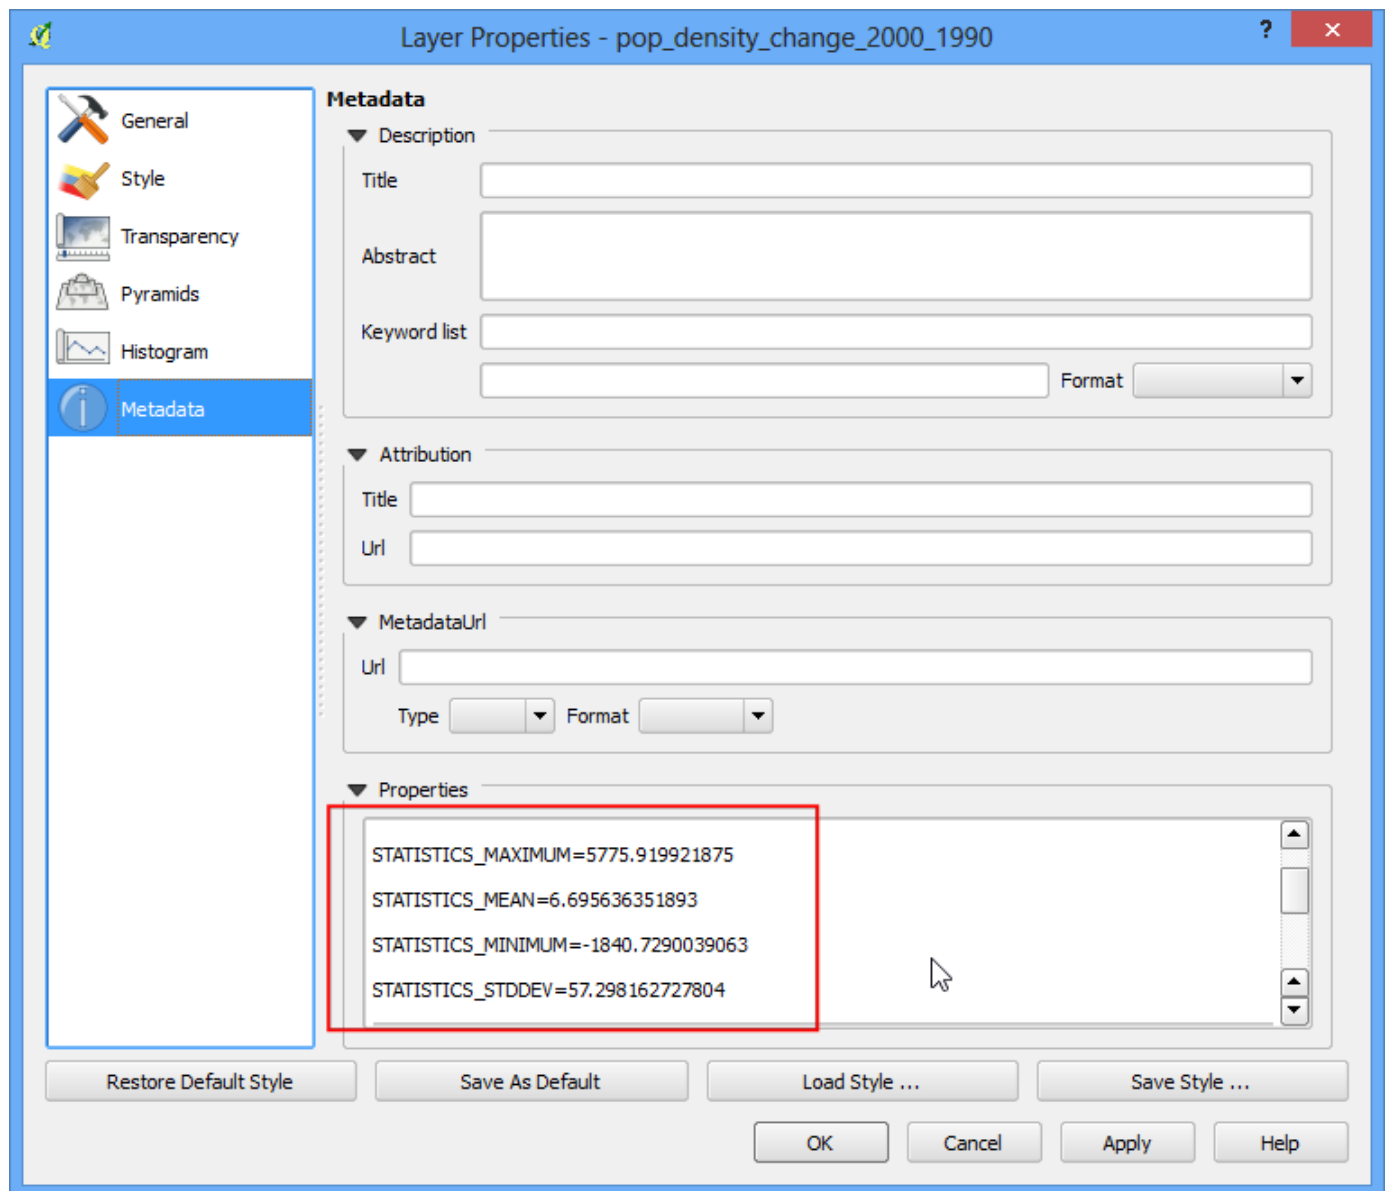 Layer Properties - pop_density_change_2000_1990
?
General
Style
Transparency
Pyramids
Histogram
Metadata
Metadata
Description
Title
Abstract
Keyword list
Format
Attribution
Title
Url
MetadataUrl
Url
Type Format
Properties
STATISTICS_MAXIMUM=5775.919921875
STATISTICS_MEAN=6.695636351893
STATISTICS_MINIMUM=-1840.7290039063
STATISTICS_STDDEV=57.298162727804
Restore Default Style Save As Default Load Style ... Save Style ...
OK Cancel Apply Help